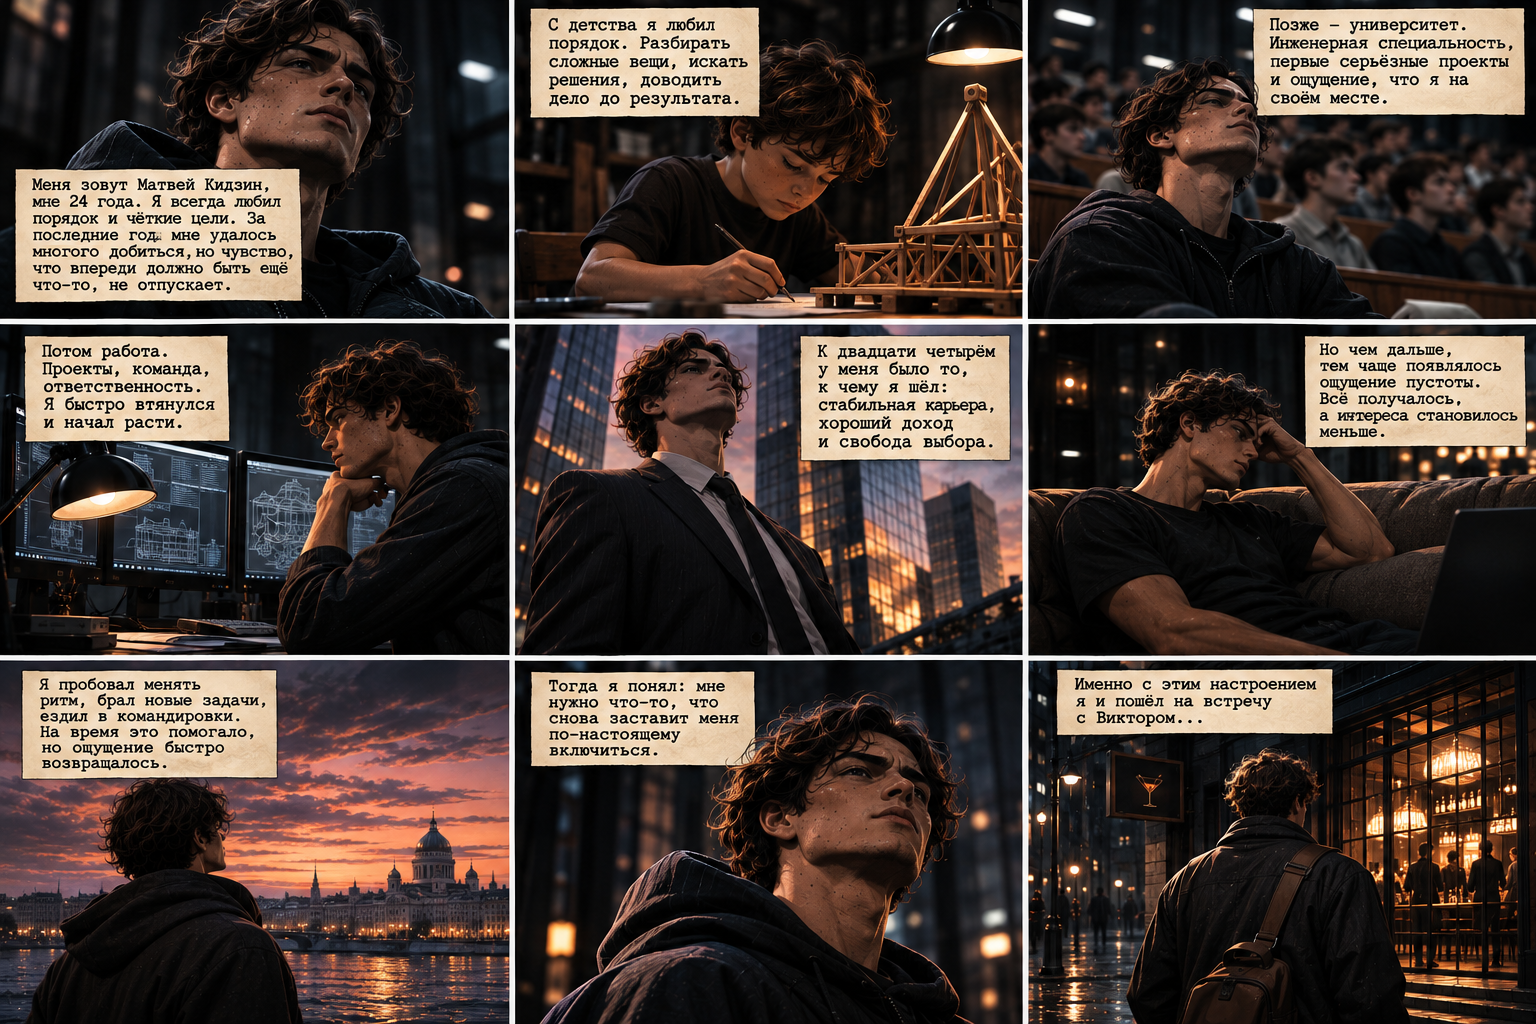 Меня зовут Матвей Кидзин,
мне 24 года. Я всегда любил
порядок и чёткие цели. За
последние год. мне удалось
многого добиться, но чувство,
что впереди должно быть ещё
что-то, не отпускает.
С детства я любил
порядок. Разбирать
сложные вещи, искать
решения, доводить
дело до результата.
Позже – университет.
Инженерная специальность,
первые серьёзные проекты
и ощущение, что я на
своём месте.
Потом работа.
Проекты, команда,
ответственность.
Я быстро втянулся
и начал расти.
К двадцати четырём
у меня было то,
к чему я шёл:
стабильная карьера,
хороший доход
и свобода выбора.
Но чем дальше,
тем чаще появлялось
ощущение пустоты.
Всё получалось,
а интереса становилось
меньше.
Я пробовал менять
ритм, брал новые задачи,
ездил в командировки.
На время это помогало,
но ощущение быстро
возвращалось.
Тогда я понял: мне
нужно что-то, что
снова заставит меня
по-настоящему
включиться.
Именно с этим настроением
я и пошёл на встречу
с Виктором...